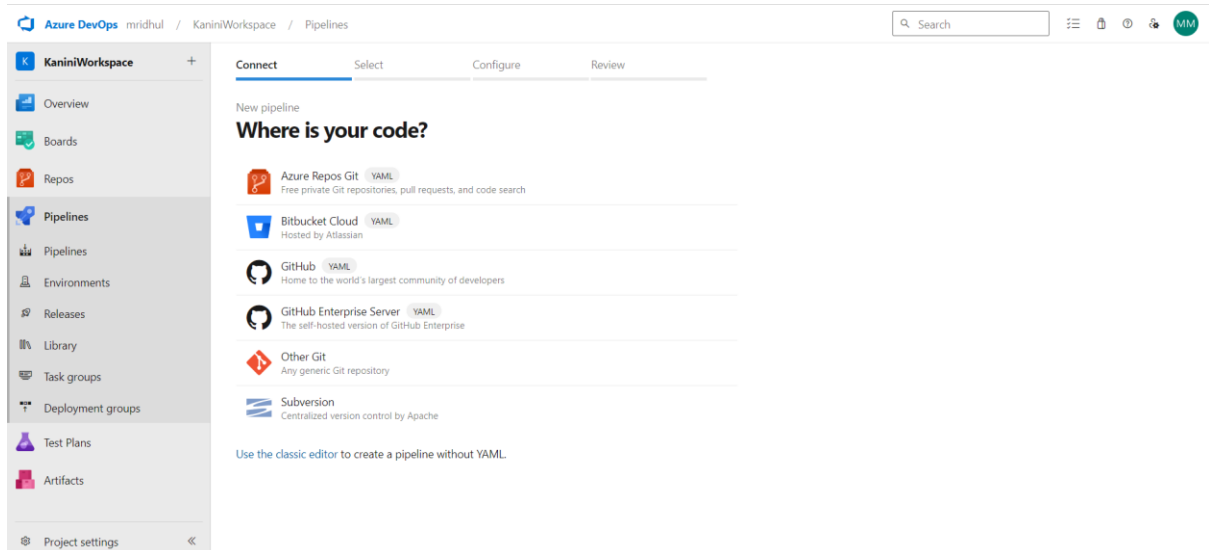 Azure DevOps mridhul / KaniniWorkspace / Pipelines
Search
MM
K KaniniWorkspace +
Overview
Boards
Repos
Pipelines
Pipelines
Environments
Releases
Library
Task groups
Deployment groups
Test Plans
Artifacts
Project settings
Connect Select Configure Review
New pipeline
Where is your code?
Azure Repos Git YAML
Free private Git repositories, pull requests, and code search
Bitbucket Cloud YAML
Hosted by Atlassian
GitHub YAML
Home to the world's largest community of developers
GitHub Enterprise Server YAML
The self-hosted version of GitHub Enterprise
Other Git
Any generic Git repository
Subversion
Centralized version control by Apache
Use the classic editor to create a pipeline without YAML.